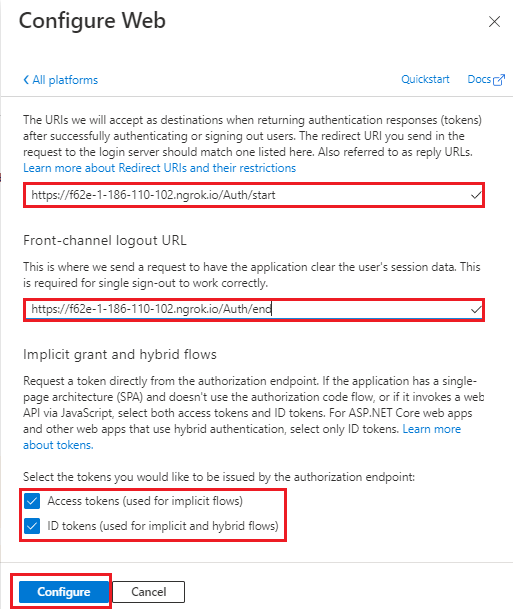 Configure Web
All platforms
Quickstart
Docs
The URIs we will accept as destinations when returning authentication responses (tokens)
after successfully authenticating or signing out users. The redirect URI you send in the
request to the login server should match one listed here. Also referred to as reply URLs.
Learn more about Redirect URIs and their restrictions
https://f62e-1-186-110-102.ngrok.io/Auth/start
Front-channel logout URL
This is where we send a request to have the application clear the user's session data. This
is required for single sign-out to work correctly.
https://f62e-1-186-110-102.ngrok.io/Auth/end
Implicit grant and hybrid flows
Request a token directly from the authorization endpoint. If the application has a single-
page architecture (SPA) and doesn't use the authorization code flow, or if it invokes a web
API via JavaScript, select both access tokens and ID tokens. For ASP.NET Core web apps
and other web apps that use hybrid authentication, select only ID tokens. Learn more
about tokens.
Select the tokens you would like to be issued by the authorization endpoint:
Access tokens (used for implicit flows)
ID tokens (used for implicit and hybrid flows)
Configure
Cancel